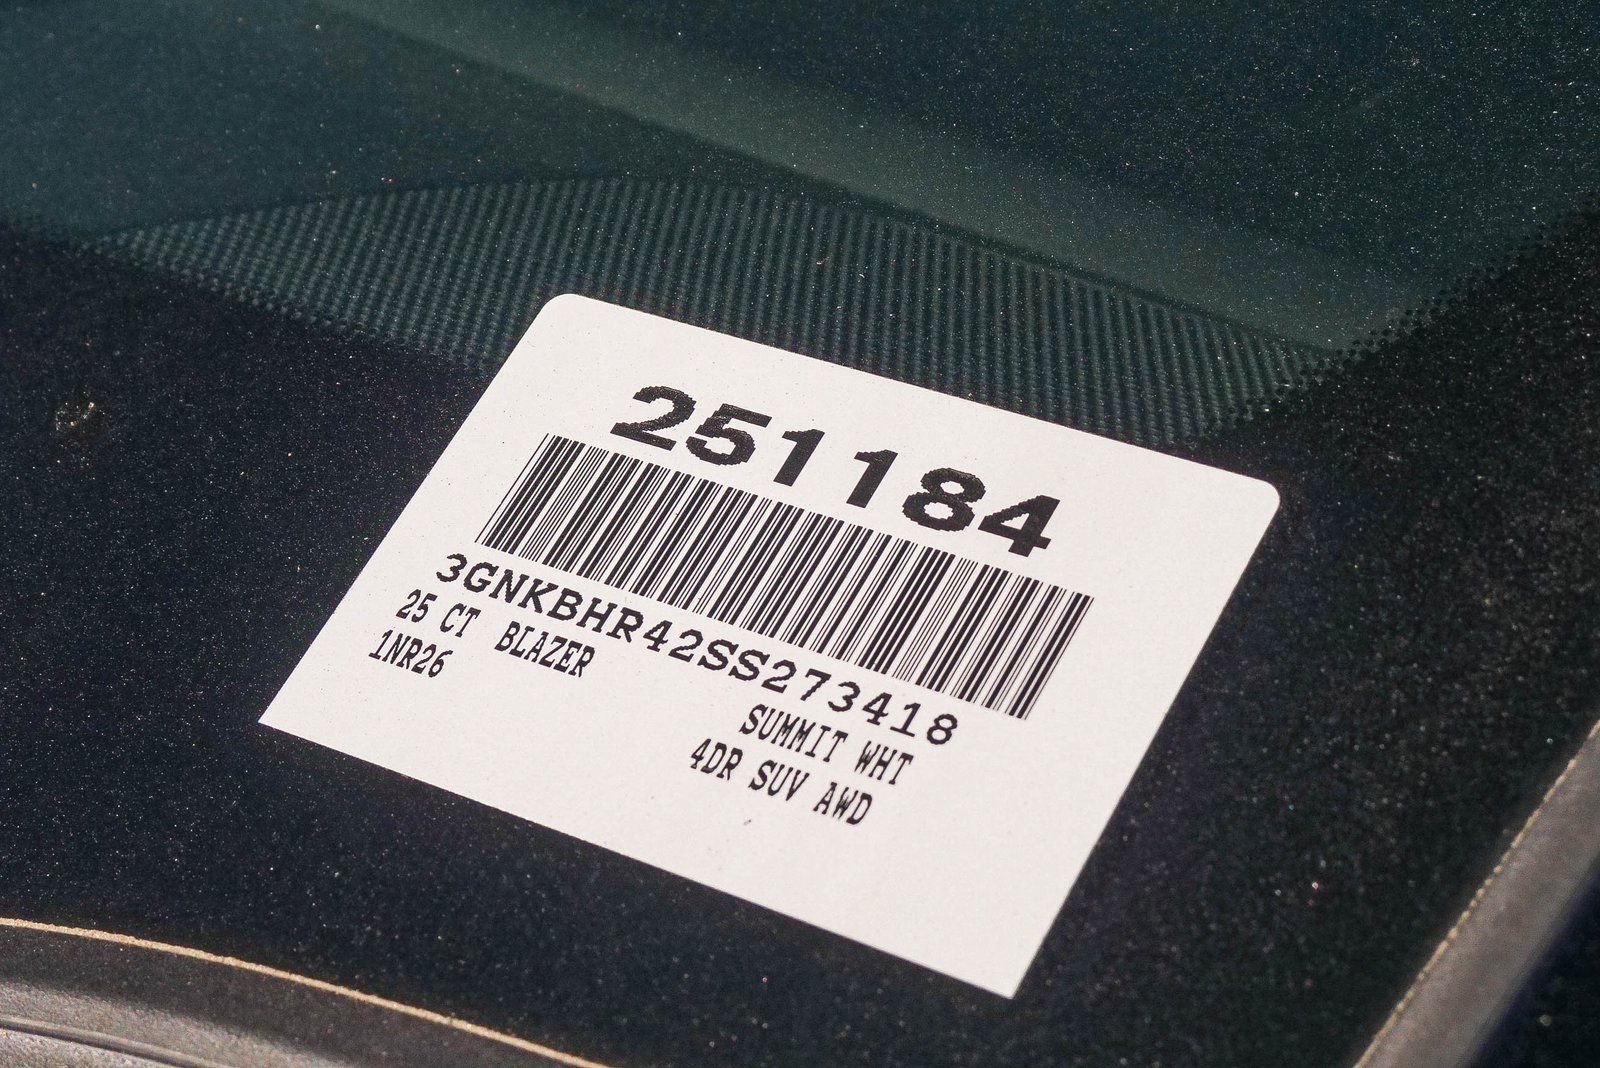 251184
3GNKBHR42SS273418
25 CT BLAZER
1NR26
SUMMIT WHT
4DR SUV AWD